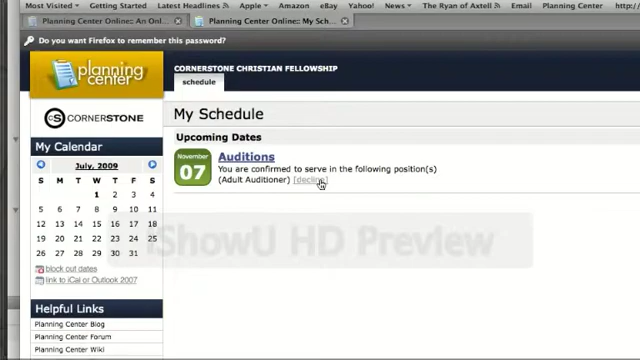 Most Visited Getting Started Latest Headlines Apple Amazon eBay Yahoo! News The Ryan of Axtell Email Planning Center
Planning Center Online:: An Onl... Planning Center Online:: My Sch...
Do you want Firefox to remember this password?
planning center
CORNERSTONE CHRISTIAN FELLOWSHIP
schedule
CS CORNERSTONE
My Schedule
My Calendar
Upcoming Dates
July, 2009
S M T W T F S
1 2 3 4
5 6 7 8 9 10 11
12 13 14 15 16 17 18
19 20 21 22 23 24 25
26 27 28 29 30 31
November
07
Auditions
You are confirmed to serve in the following position(s)
(Adult Auditioner) [decline]
iShowU HD Preview
block out dates
link to iCal or Outlook 2007
Helpful Links
Planning Center Blog
Planning Center Forum
Planning Center Wiki